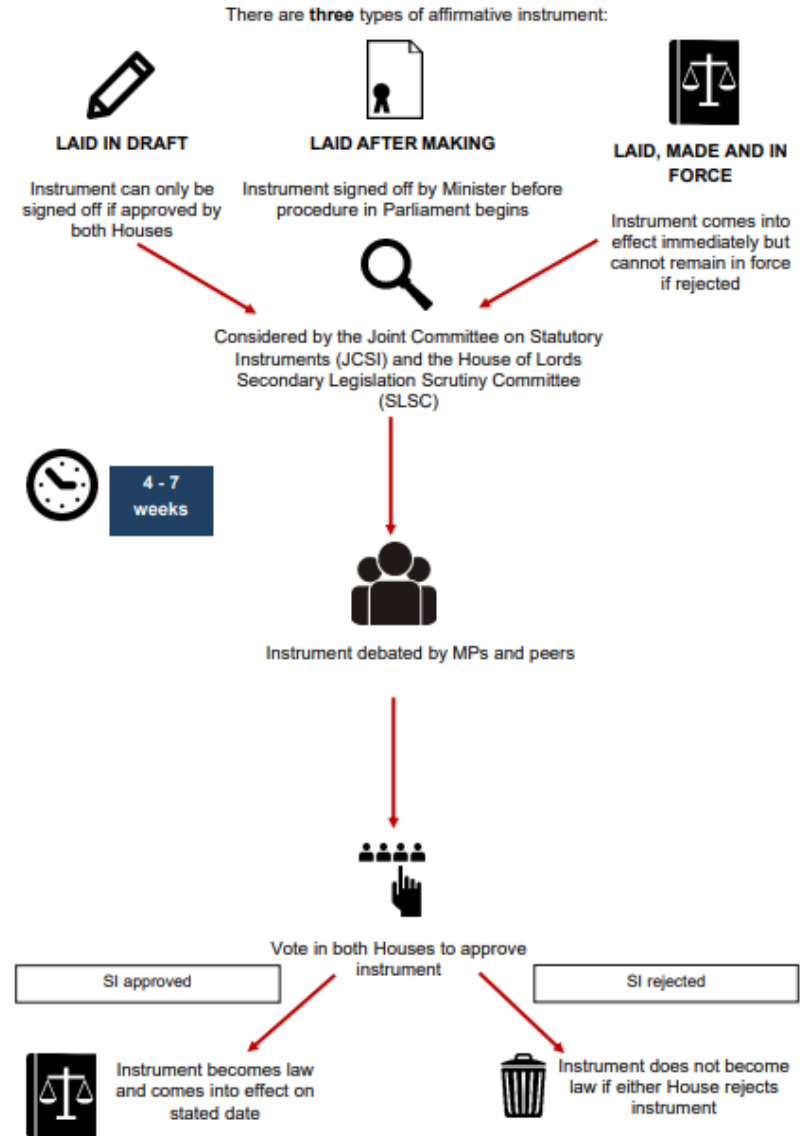 There are three types of affirmative instrument:
LAID IN DRAFT
Instrument can only be
signed off if approved by
both Houses
LAID AFTER MAKING
Instrument signed off by Minister before
procedure in Parliament begins
LAID, MADE AND IN
FORCE
Instrument comes into
effect immediately but
cannot remain in force
if rejected
Considered by the Joint Committee on Statutory
Instruments (JCSI) and the House of Lords
Secondary Legislation Scrutiny Committee
(SLSC)
4 - 7
weeks
Instrument debated by MPs and peers
Vote in both Houses to approve
instrument
SI approved
SI rejected
Instrument becomes law
and comes into effect on
stated date
Instrument does not become
law if either House rejects
instrument